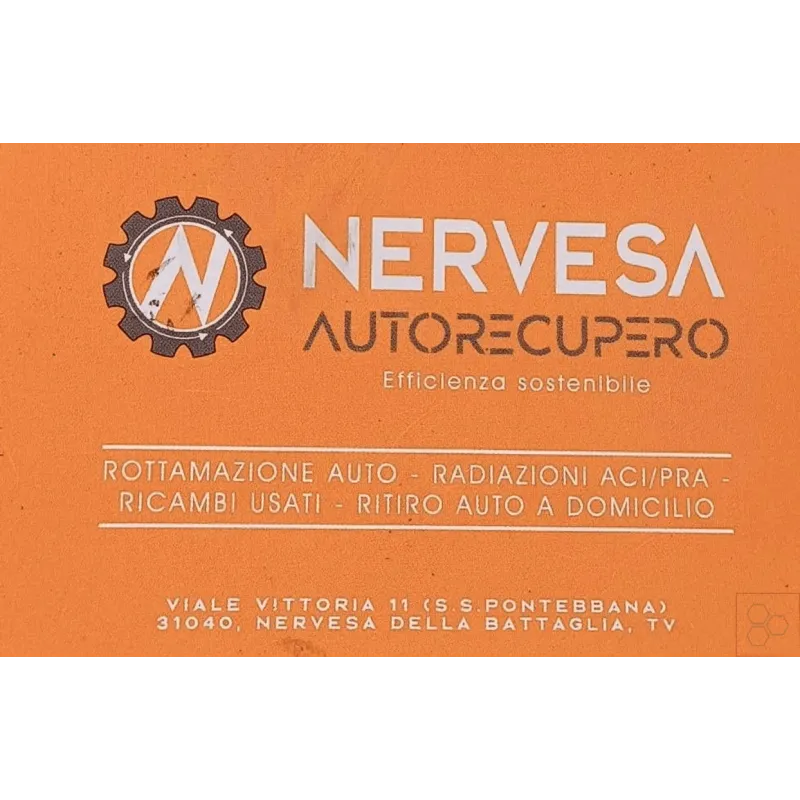 N
NERVESA
AUTORECUPERO
Efficienza sostenibile
ROTTAMAZIONE AUTO - RADIAZIONI ACI/PRA -
RICAMBI USATI - RITIRO AUTO A DOMICILIO
VIALE VITTORIA 11 (S.S.PONTEBBANA)
31040, NERVESA DELLA BATTAGLIA, TV